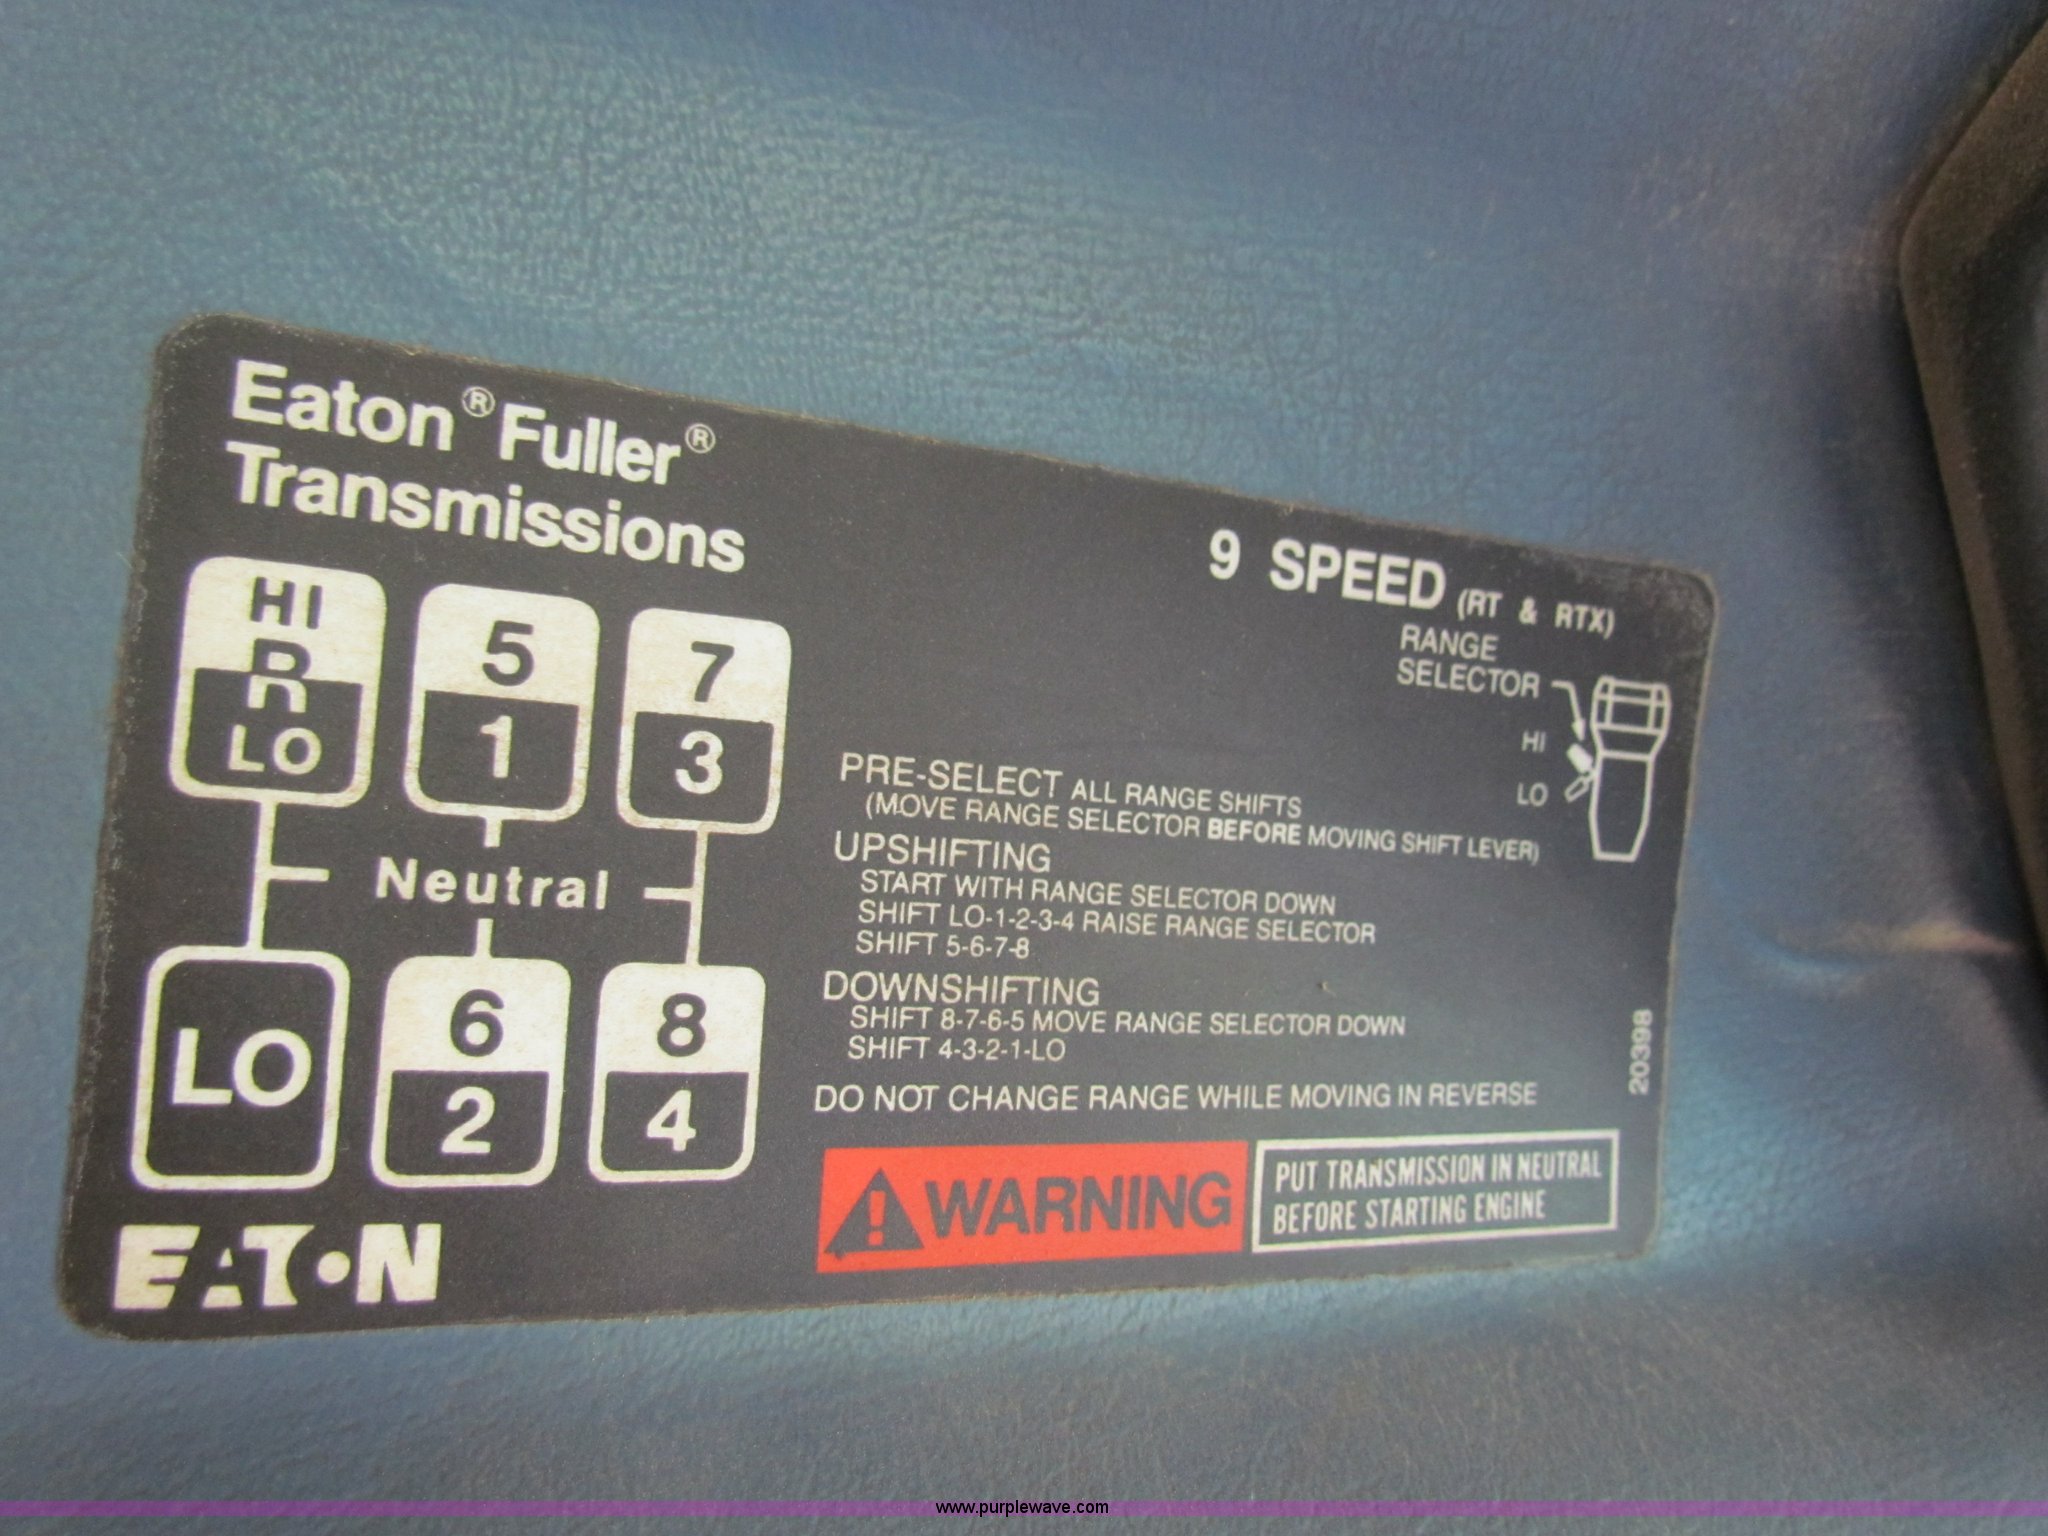 Eaton® Fuller®
Transmissions
9 SPEED (RT & RTX)
RANGE
SELECTOR
HI
LO
HI
R
LO
5
1
7
3
Neutral
LO
6
2
8
4
EATON
PRE-SELECT ALL RANGE SHIFTS
(MOVE RANGE SELECTOR BEFORE MOVING SHIFT LEVER)
UPSHIFTING
START WITH RANGE SELECTOR DOWN
SHIFT LO-1-2-3-4 RAISE RANGE SELECTOR
SHIFT 5-6-7-8
DOWNSHIFTING
SHIFT 8-7-6-5 MOVE RANGE SELECTOR DOWN
SHIFT 4-3-2-1-LO
DO NOT CHANGE RANGE WHILE MOVING IN REVERSE
20398
! WARNING
PUT TRANSMISSION IN NEUTRAL
BEFORE STARTING ENGINE
www.purplewave.com